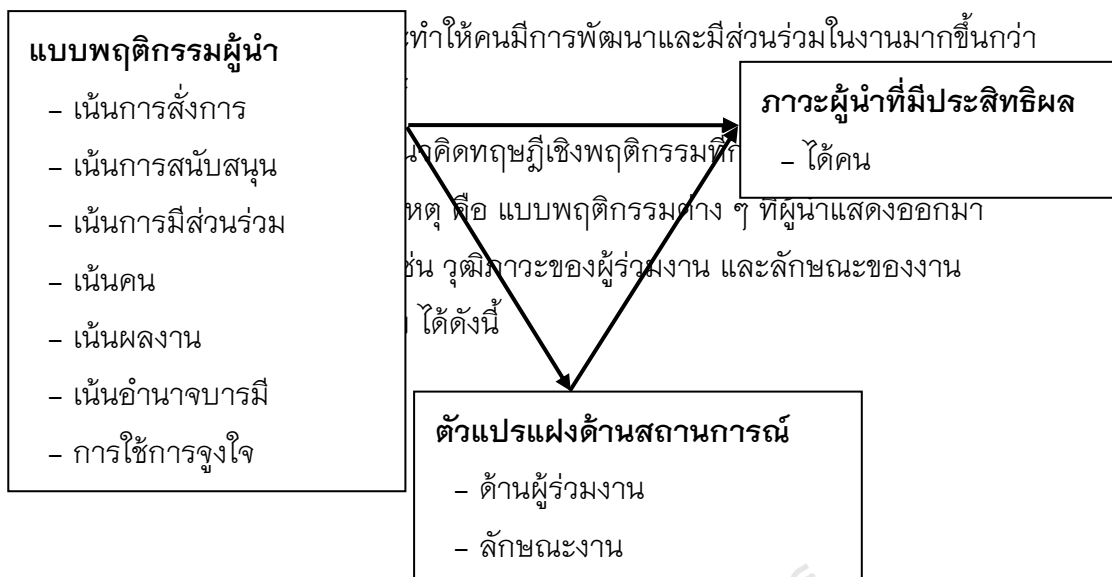 แบบพฤติกรรมผู้นำ
– เน้นการสั่งการ
– เน้นการสนับสนุน
– เน้นการมีส่วนร่วม
– เน้นคน
– เน้นผลงาน
– เน้นอำนาจบารมี
– การใช้การจูงใจ
ทำให้คนมีการพัฒนาและมีส่วนร่วมในงานมากขึ้นกว่า
ภาวะผู้นำที่มีประสิทธิผล
– ได้คน
คิดทฤษฎีเชิงพฤติกรรม
คือ แบบพฤติกรรมต่าง ๆ ที่ผู้นำแสดงออกมา
วุฒิภาวะของผู้ร่วมงาน และลักษณะของงาน
ได้ดังนี้
ตัวแปรแฝงด้านสถานการณ์
– ด้านผู้ร่วมงาน
– ลักษณะงาน